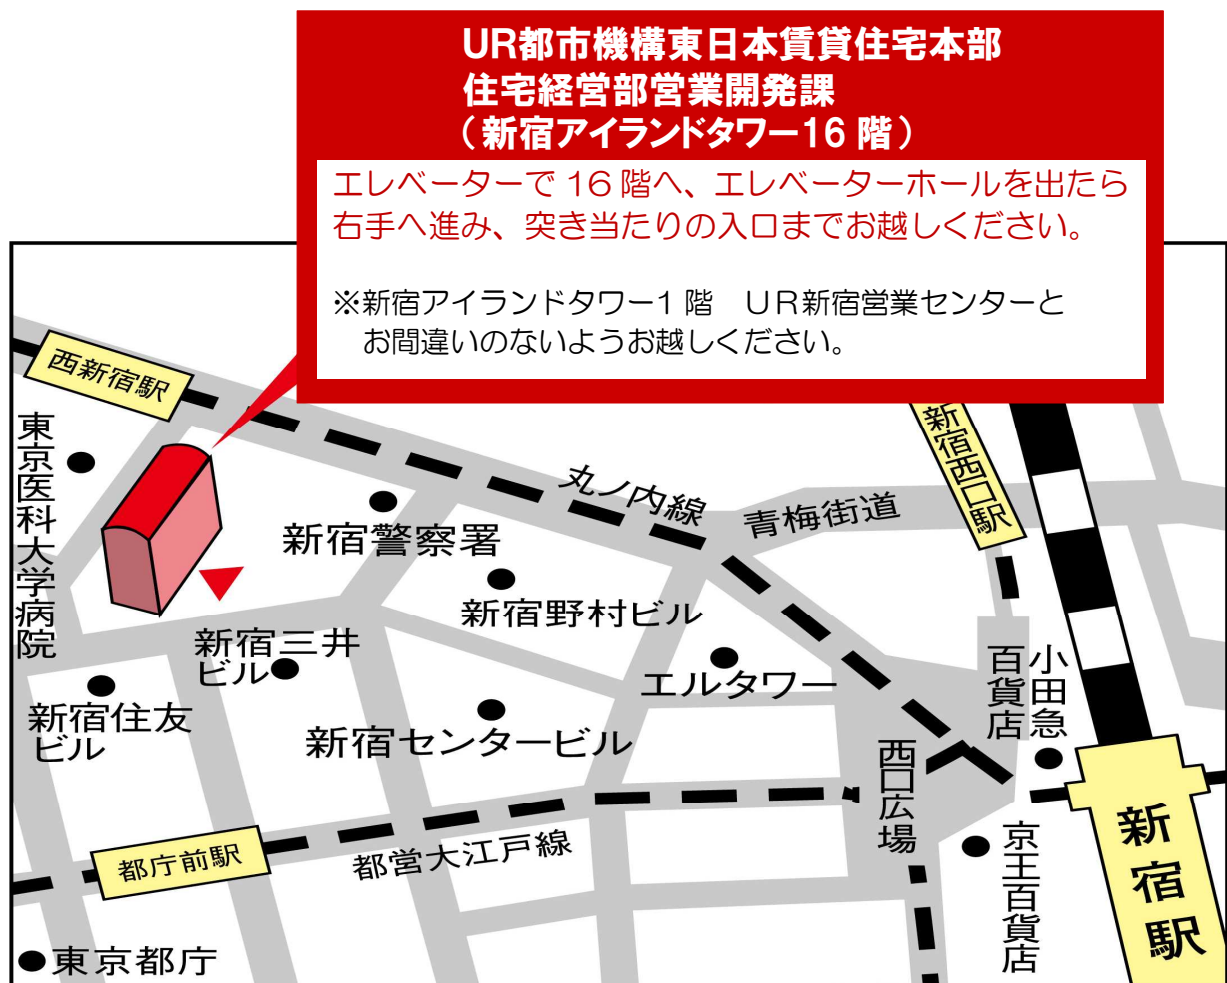 UR都市機構東日本賃貸住宅本部
住宅経営部営業開発課
（新宿アイランドタワー16階）
エレベーターで16階へ、エレベーターホールを出たら
右手へ進み、突き当たりの入口までお越しください。
※新宿アイランドタワー1階　UR新宿営業センターと
お間違いのないようお越しください。
西新宿駅
東京医科大学病院
新宿警察署
丸ノ内線
青梅街道
新宿西口駅
新宿野村ビル
新宿三井
ビル
エルタワー
小田急
百貨店
新宿住友
ビル
新宿センタービル
西口広場
都庁前駅
都営大江戸線
京王百貨店
新宿駅
東京都庁